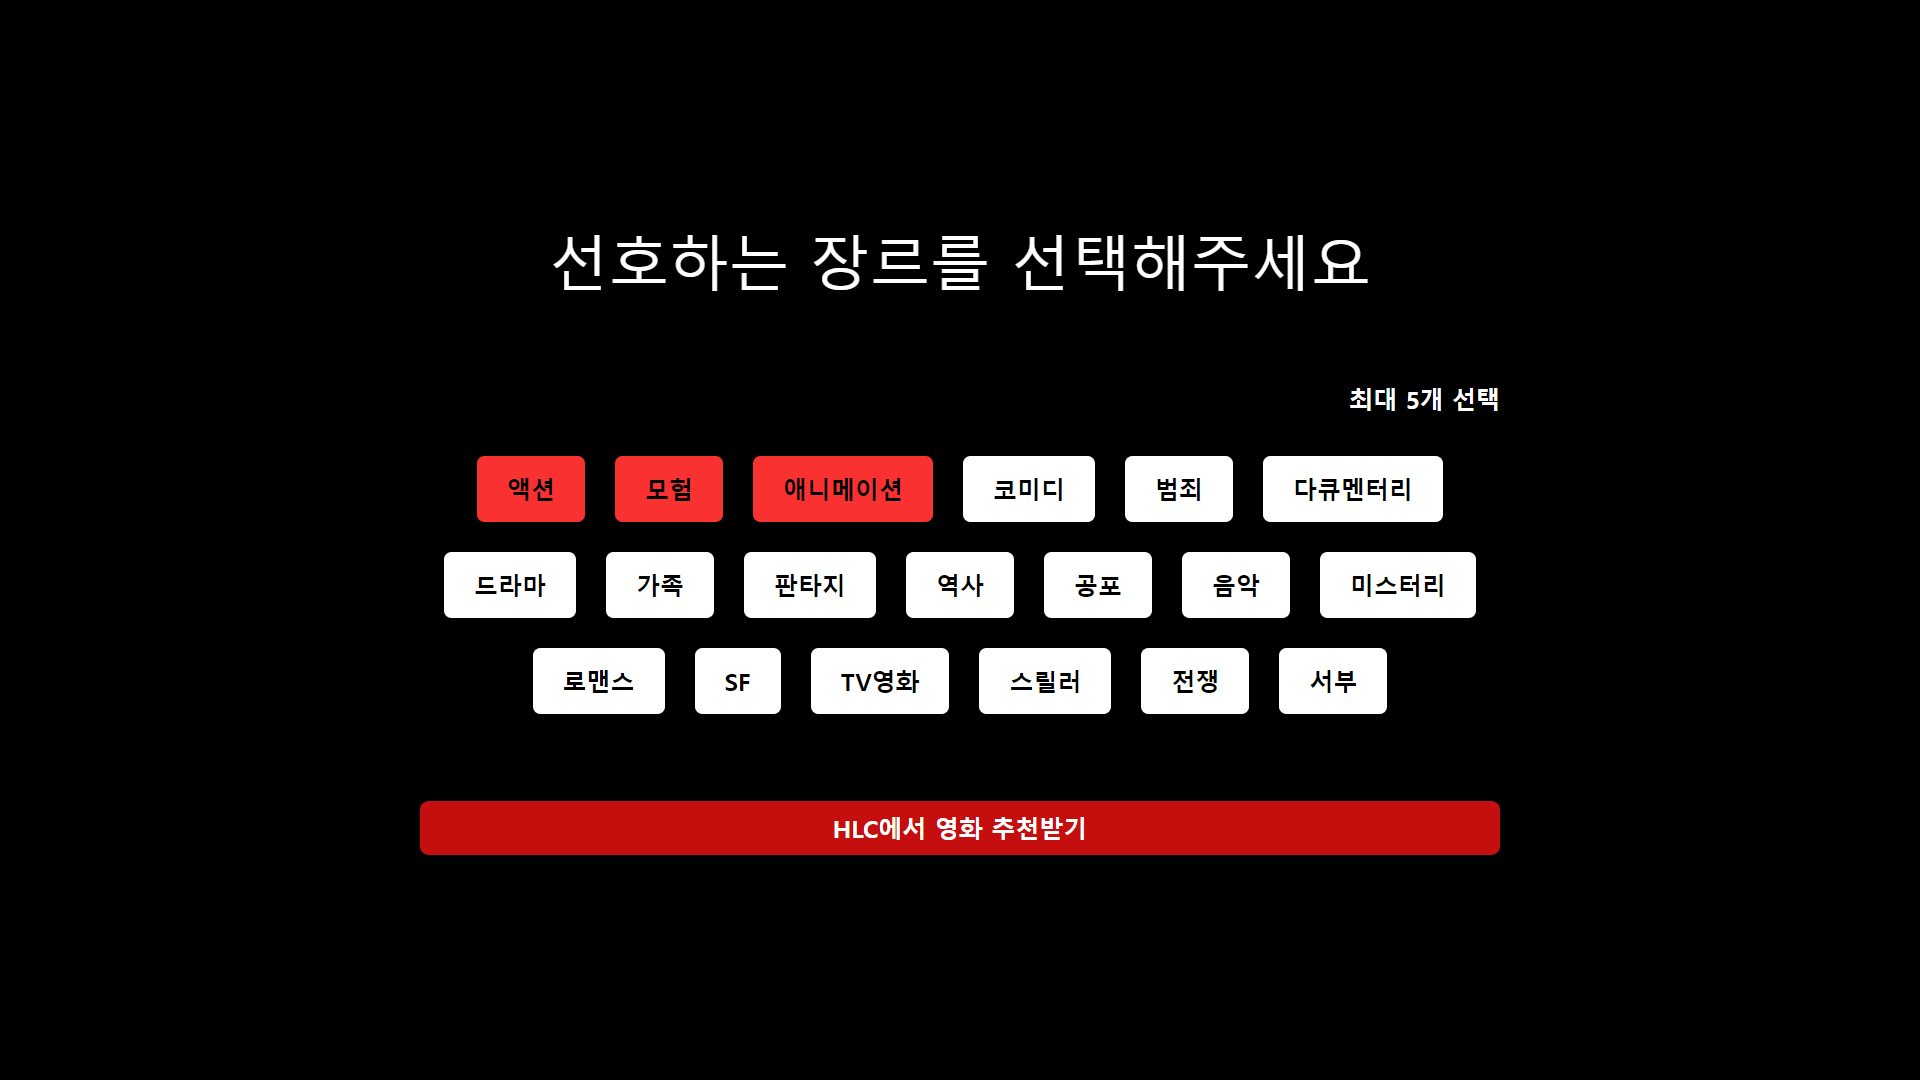 선호하는 장르를 선택해주세요
최대 5개 선택
액션 모험 애니메이션 코미디 범죄 다큐멘터리
드라마 가족 판타지 역사 공포 음악 미스터리
로맨스 SF TV영화 스릴러 전쟁 서부
HLC에서 영화 추천받기